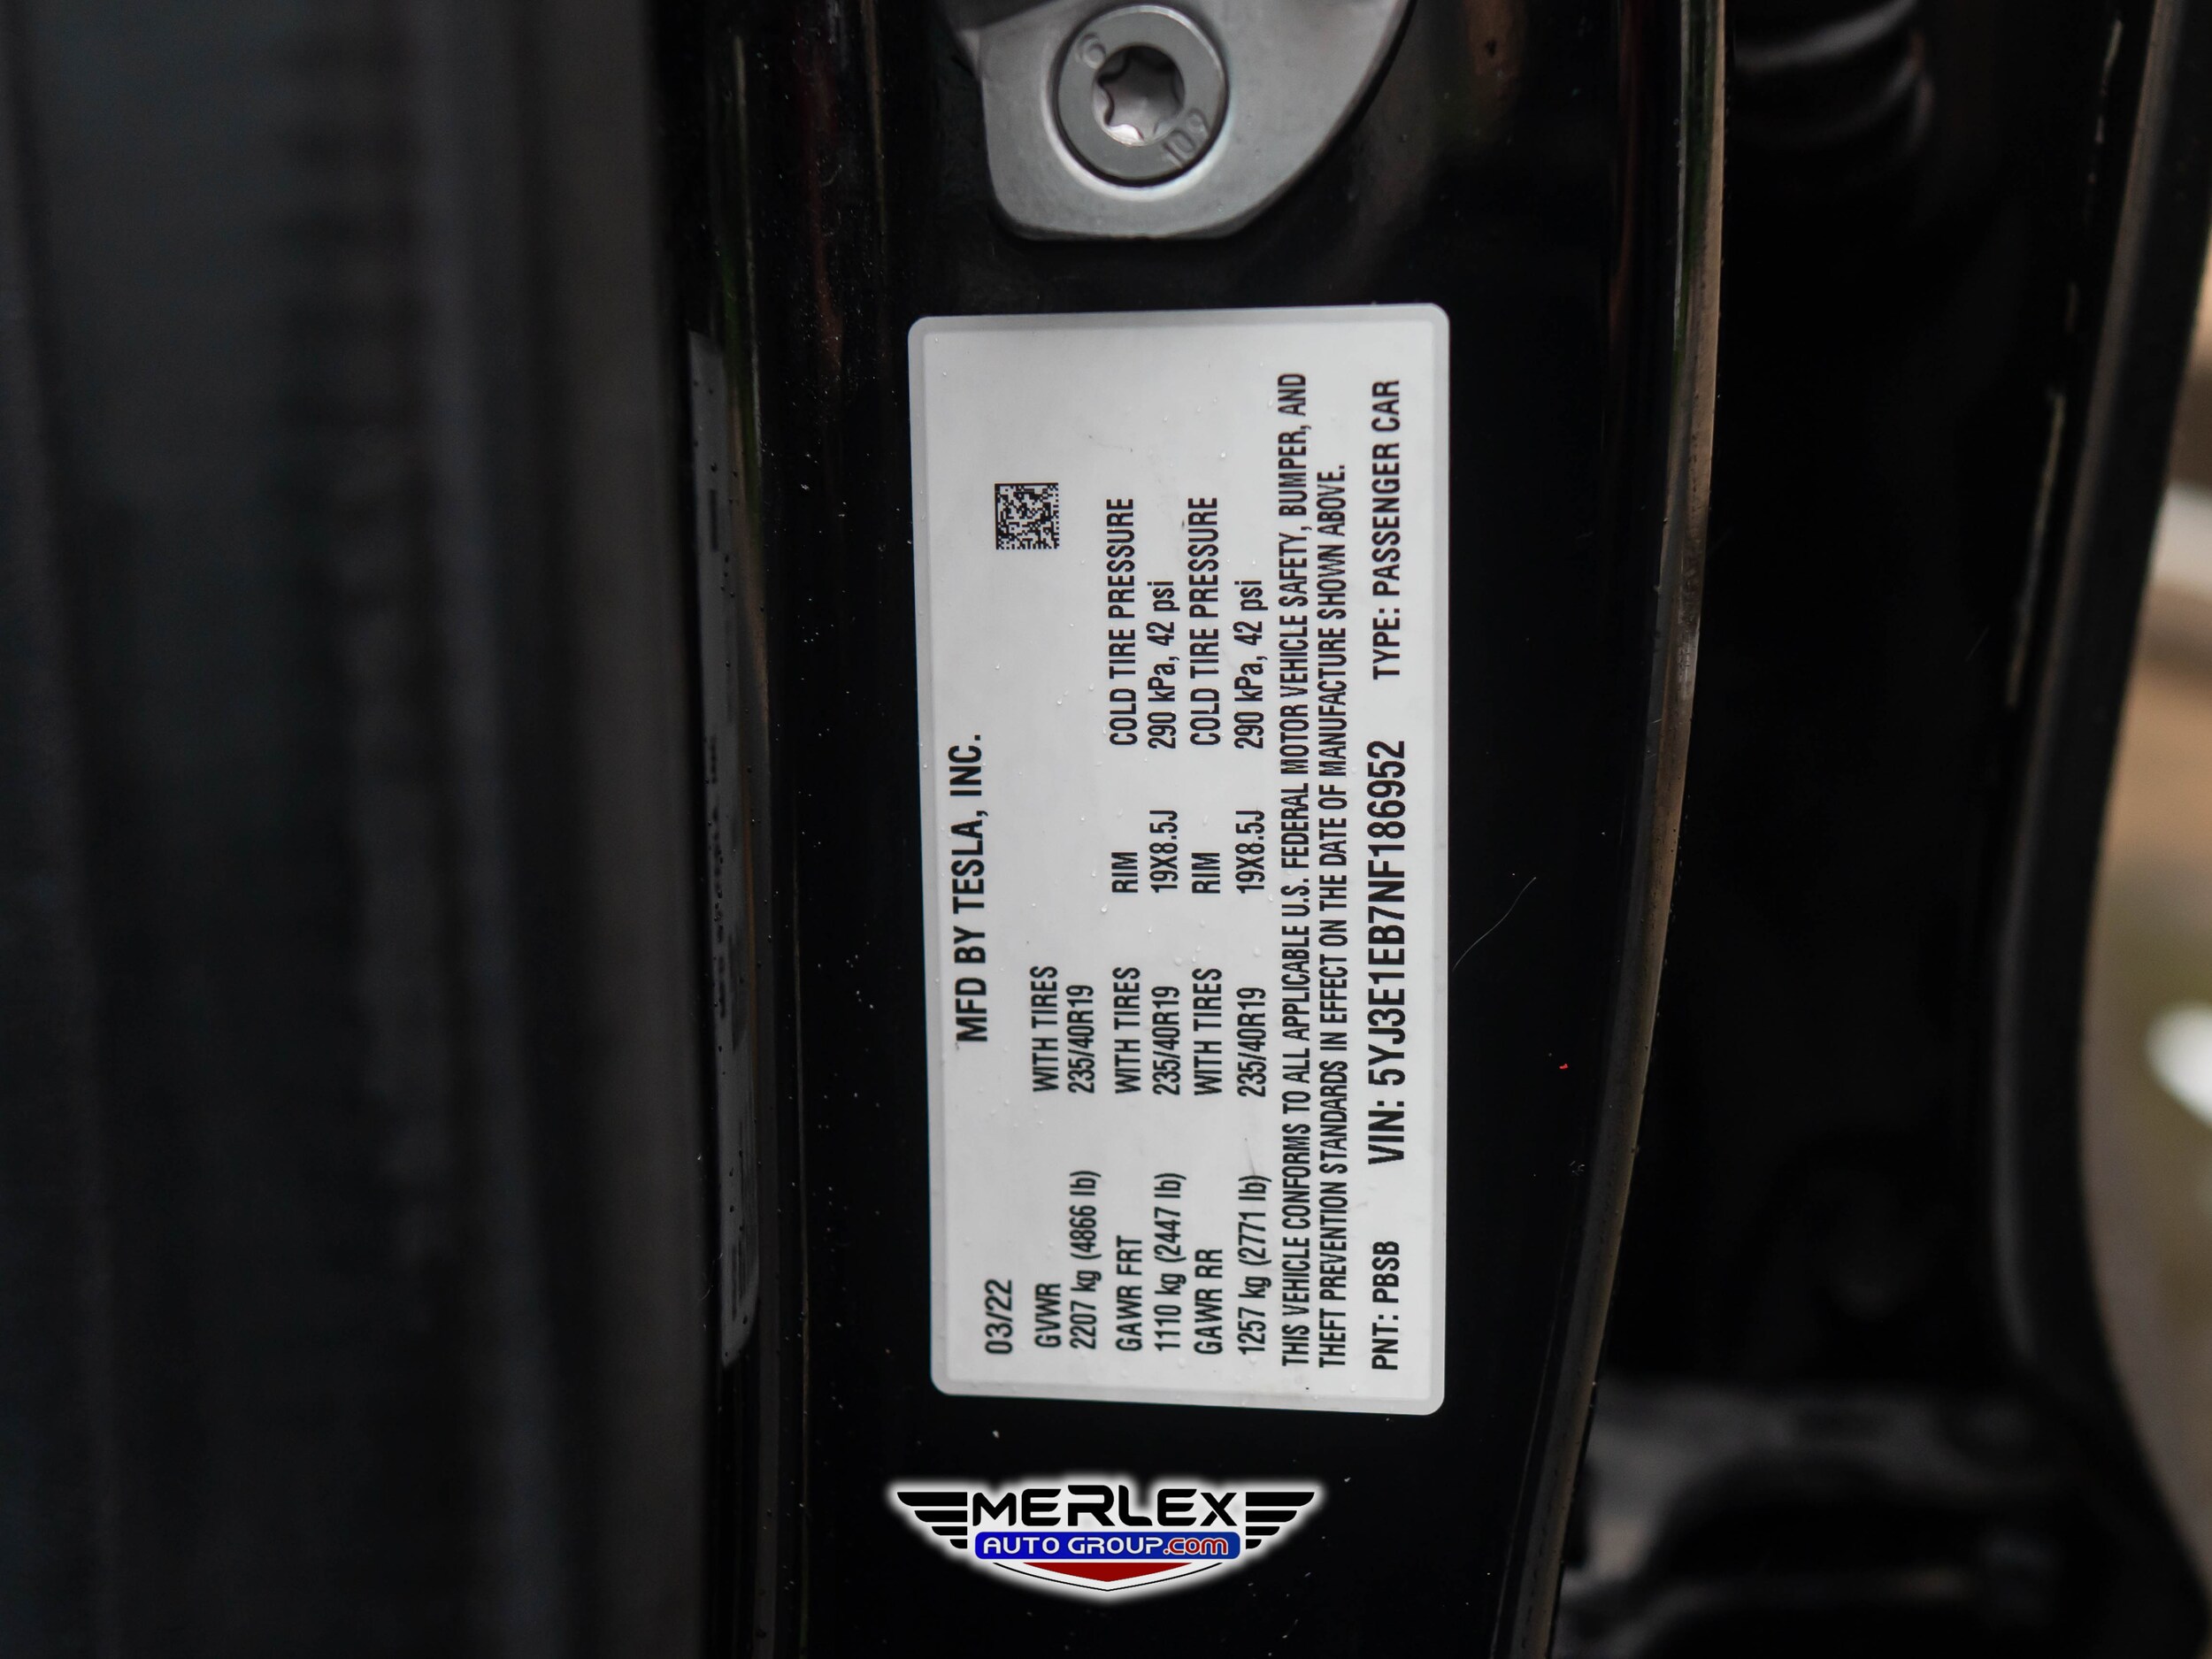 6
10.9
MFD BY TESLA, INC.
03/22
GVWR WITH TIRES
2207 kg (4866 lb) 235/40R19
GAWR FRT WITH TIRES RIM COLD TIRE PRESSURE
1110 kg (2447 lb) 235/40R19 19X8.5J 290 kPa, 42 psi
GAWR RR WITH TIRES RIM COLD TIRE PRESSURE
1257 kg (2771 lb) 235/40R19 19X8.5J 290 kPa, 42 psi
THIS VEHICLE CONFORMS TO ALL APPLICABLE U.S. FEDERAL MOTOR VEHICLE SAFETY, BUMPER, AND
THEFT PREVENTION STANDARDS IN EFFECT ON THE DATE OF MANUFACTURE SHOWN ABOVE.
PNT: PBSB VIN: 5YJ3E1EB7NF186952 TYPE: PASSENGER CAR
MERLEX
AUTO GROUP.com